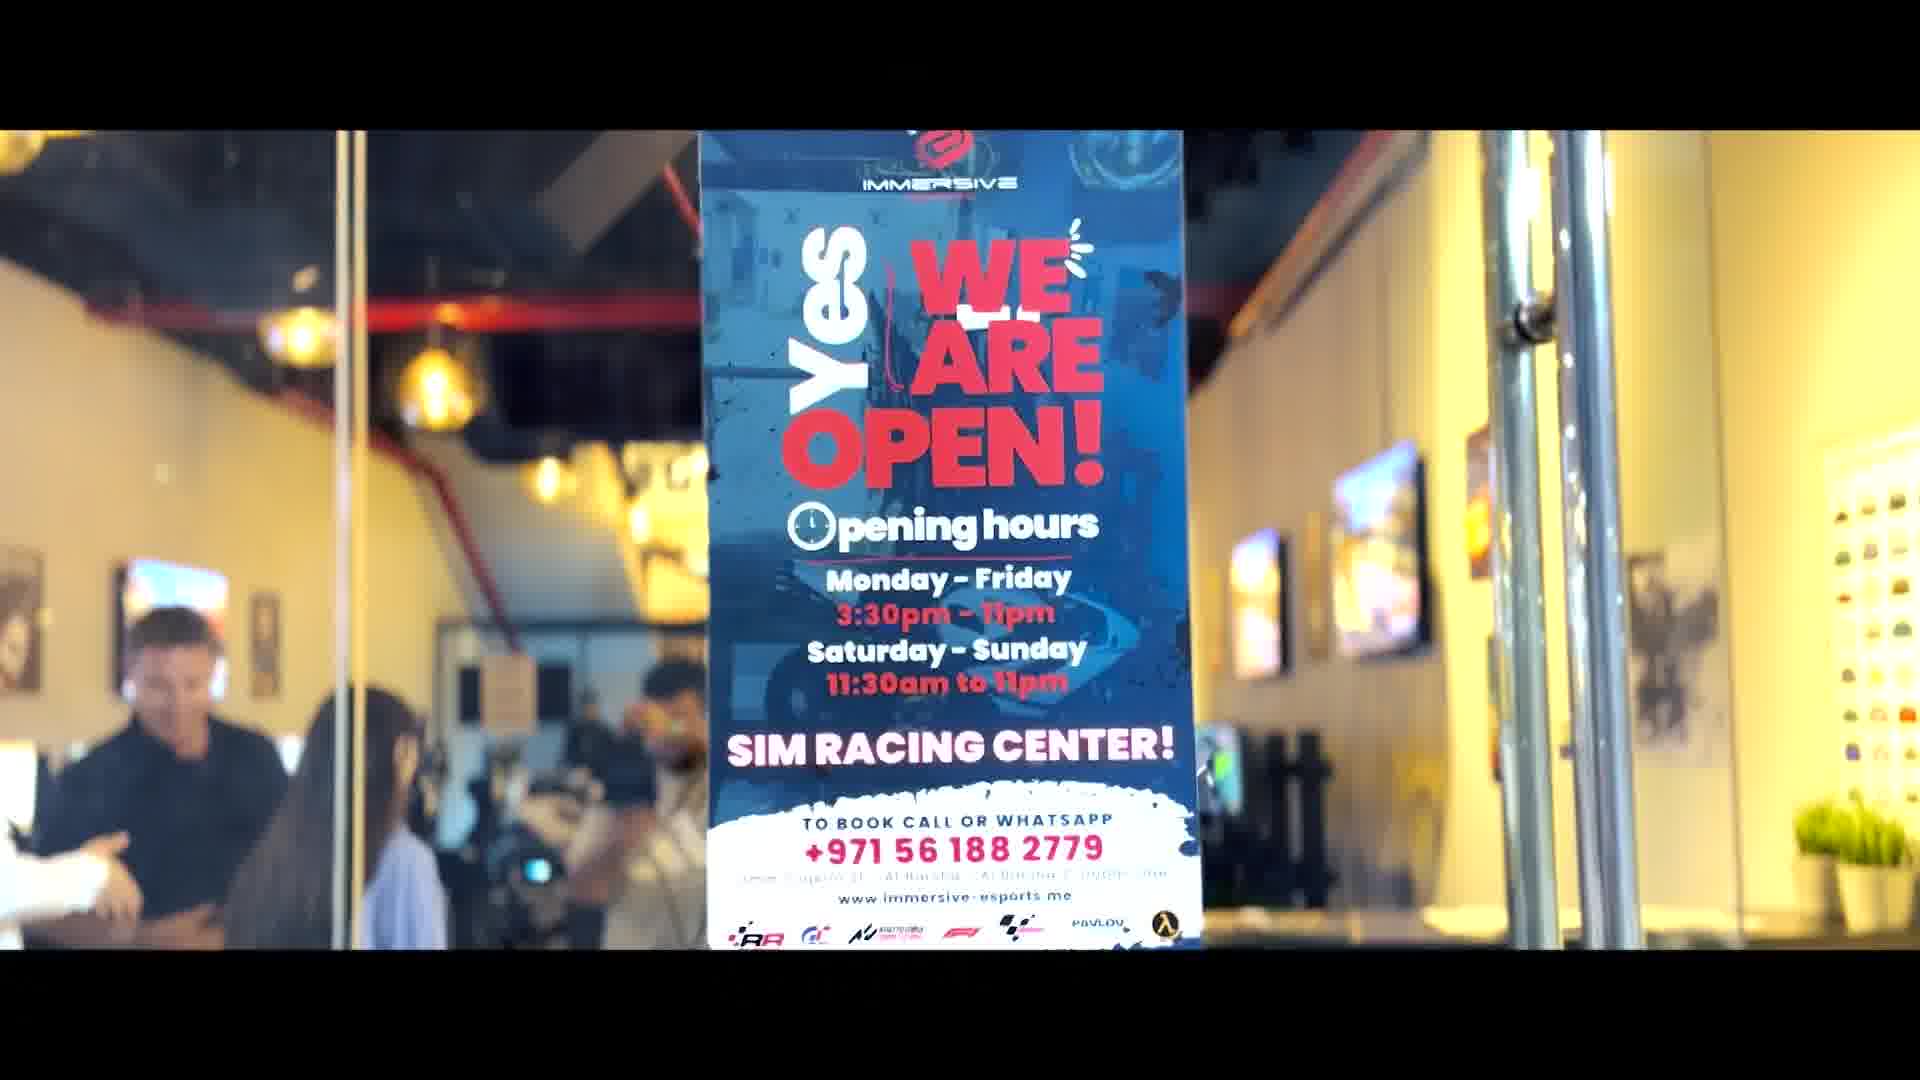 IMMERSIVE
Yes
WE
ARE
OPEN!
Opening hours
Monday - Friday
3:30pm - 11pm
Saturday - Sunday
11:30am to 11pm
SIM RACING CENTER!
TO BOOK CALL OR WHATSAPP
+971 56 188 2779
www.immersive-esports.me
RR
PAVLOV